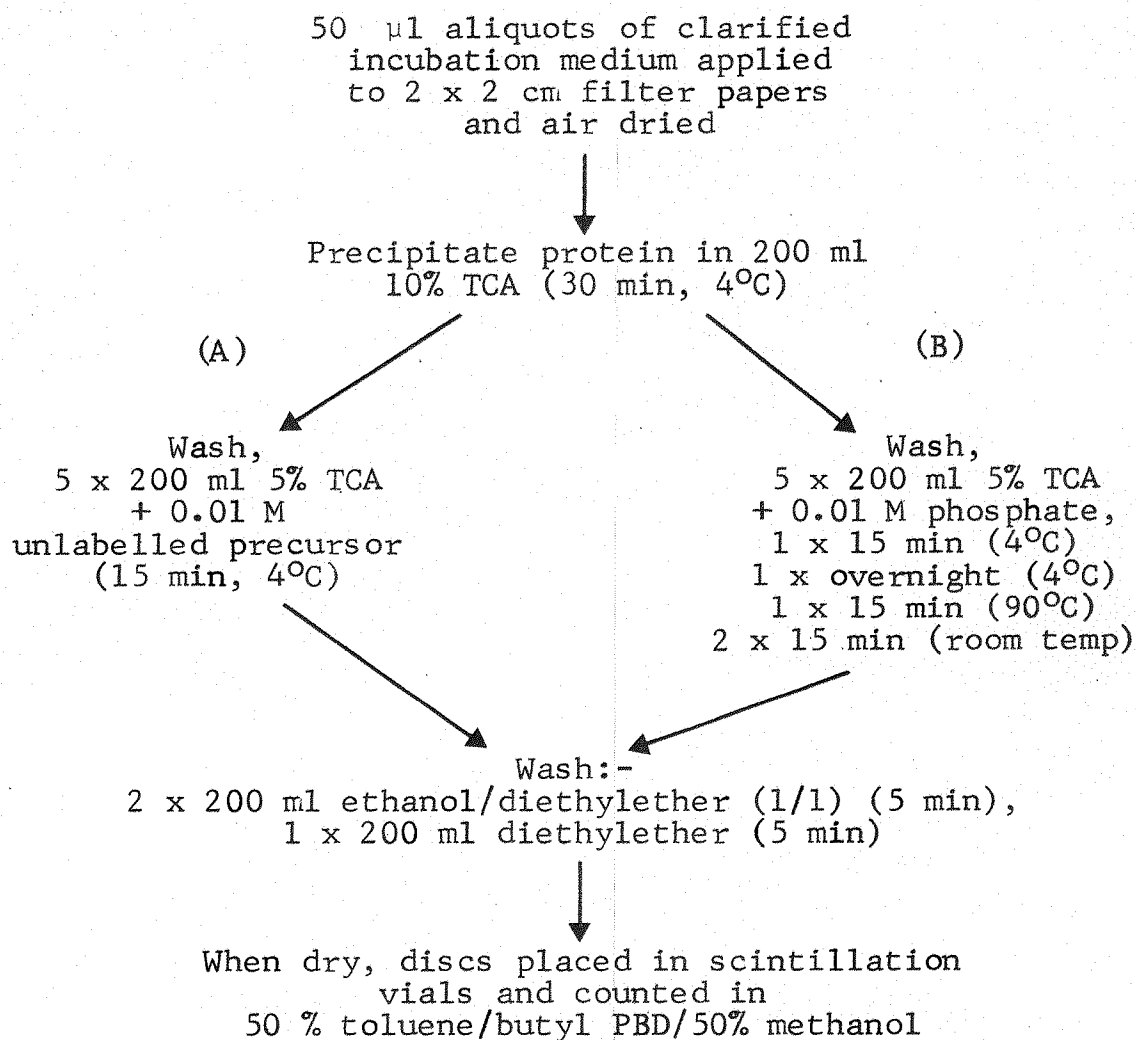 50 µl aliquots of clarified
incubation medium applied
to 2 x 2 cm filter papers
and air dried
Precipitate protein in 200 ml
10% TCA (30 min, 4°C)
(A)
(B)
Wash,
5 x 200 ml 5% TCA
+ 0.01 M
unlabelled precursor
(15 min, 4°C)
Wash,
5 x 200 ml 5% TCA
+ 0.01 M phosphate,
1 x 15 min (4°C)
1 x overnight (4°C)
1 x 15 min (90°C)
2 x 15 min (room temp)
Wash:-
2 x 200 ml ethanol/diethylether (1/1) (5 min),
1 x 200 ml diethylether (5 min)
When dry, discs placed in scintillation
vials and counted in
50 % toluene/butyl PBD/50% methanol